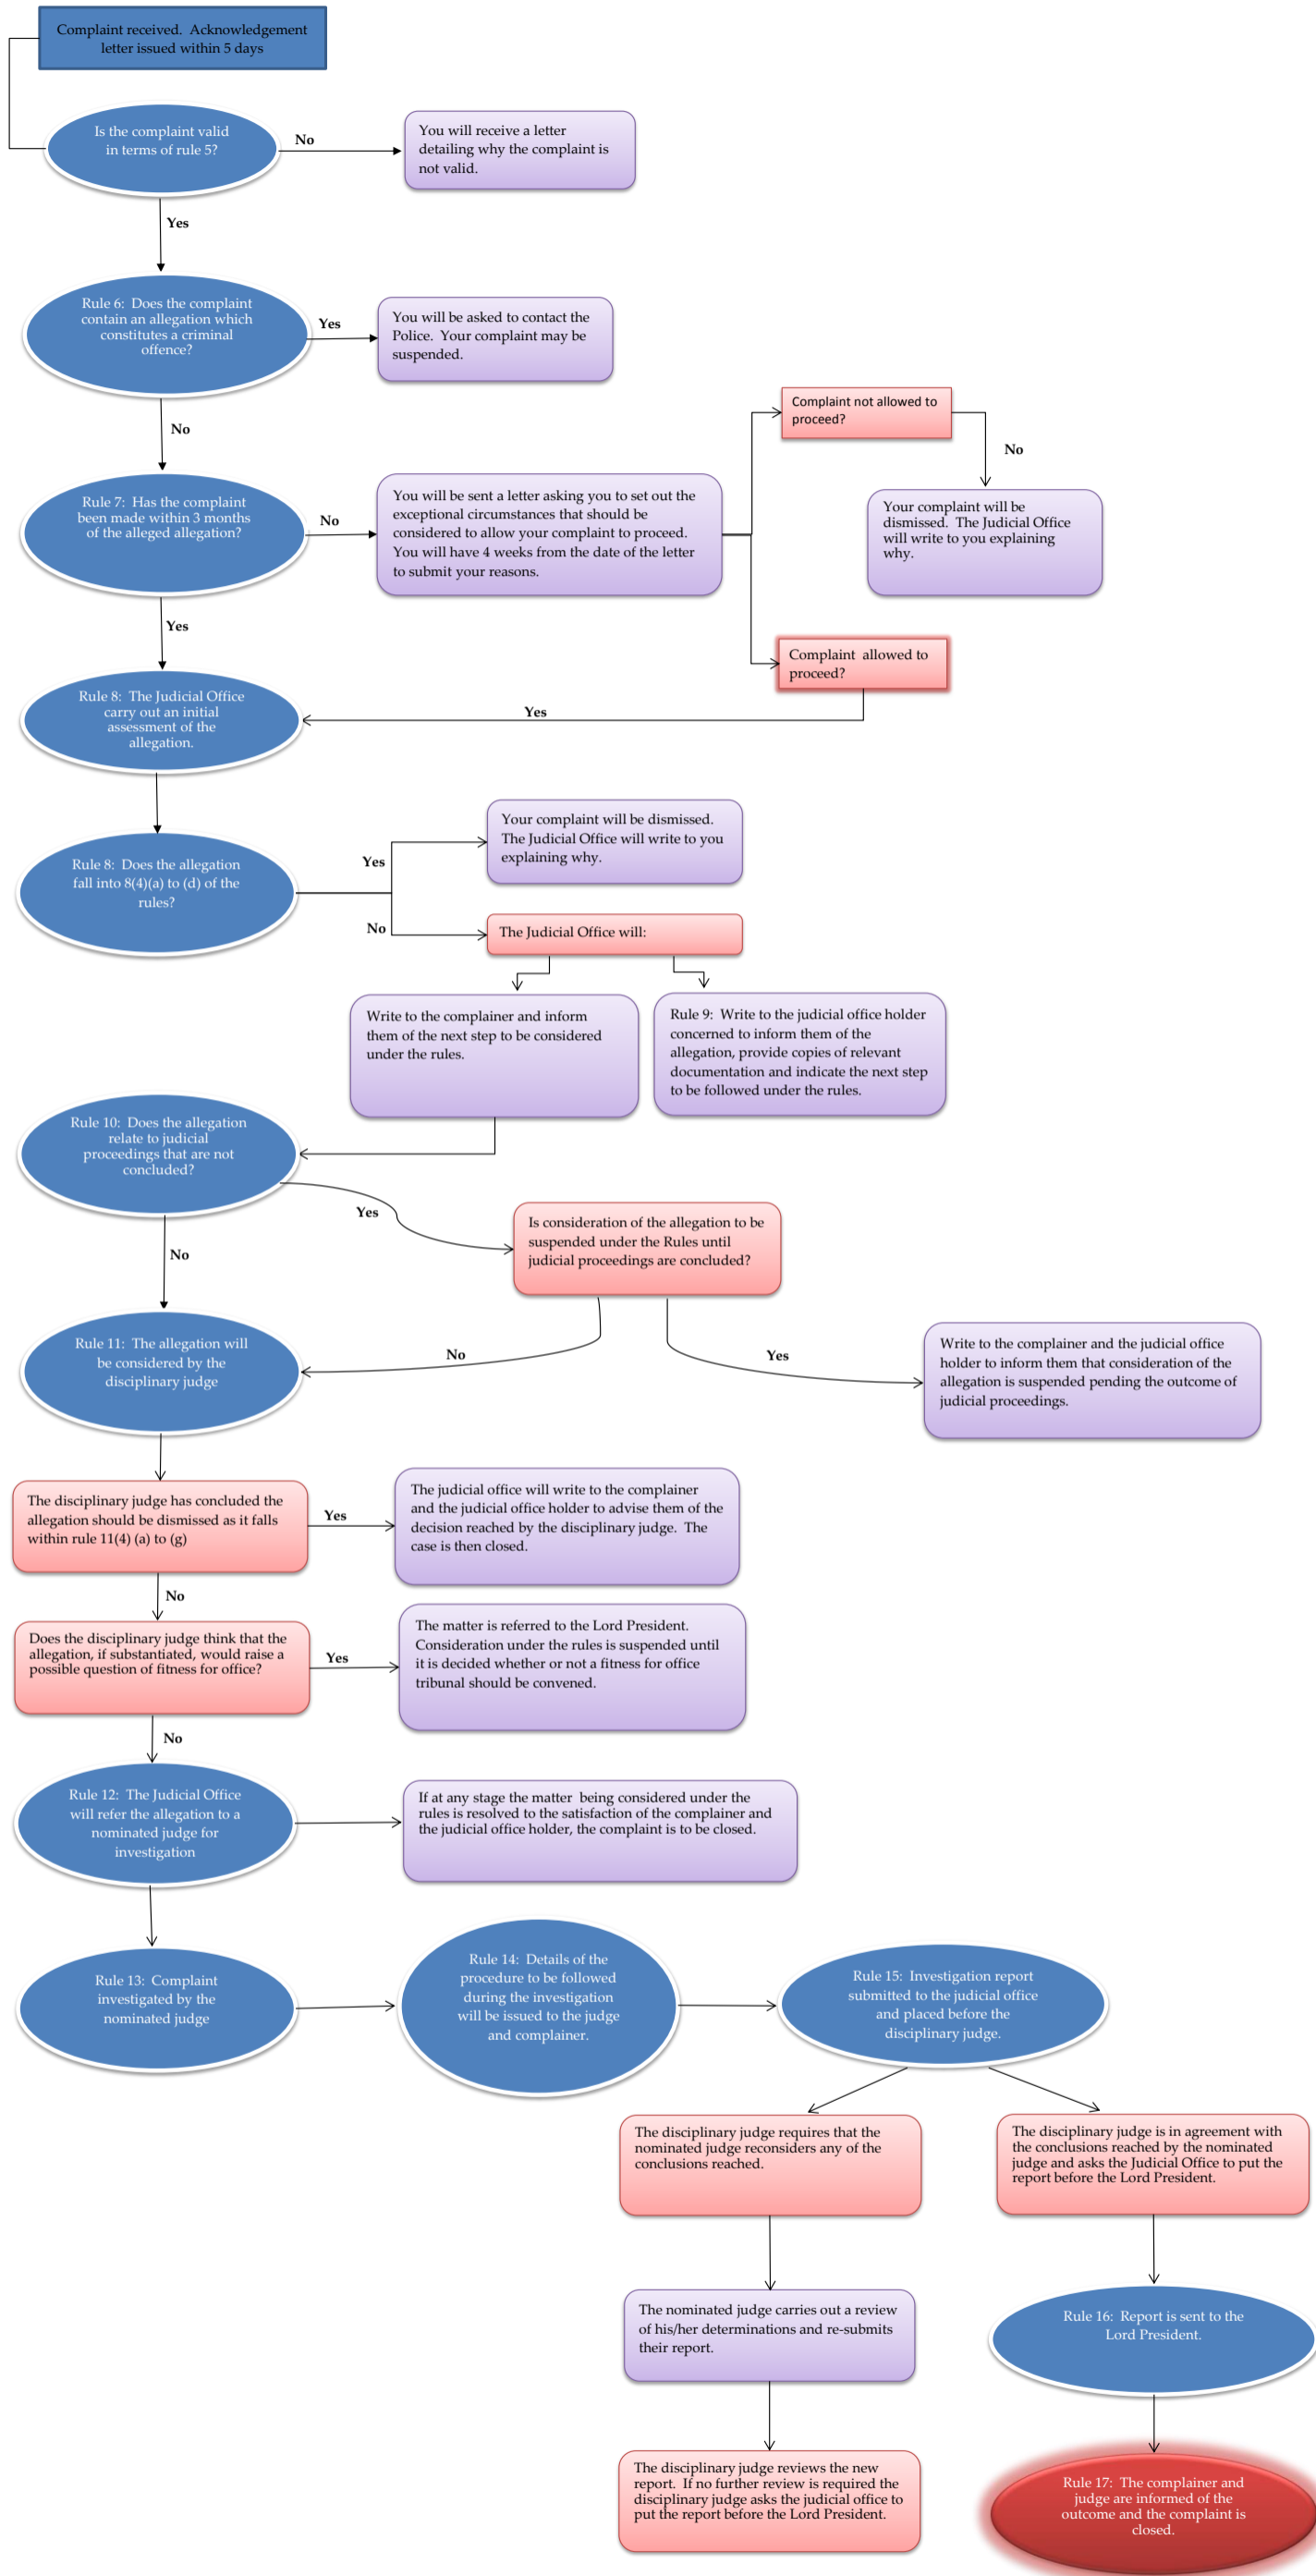 Complaint received.  Acknowledgement
letter issued within 5 days
Is the complaint valid
in terms of rule 5?
No
You will receive a letter
detailing why the complaint is
not valid.
Yes
Rule 6:  Does the complaint
contain an allegation which
constitutes a criminal
offence?
Yes
You will be asked to contact the
Police.  Your complaint may be
suspended.
No
Rule 7:  Has the complaint
been made within 3 months
of the alleged allegation?
No
You will be sent a letter asking you to set out the
exceptional circumstances that should be
considered to allow your complaint to proceed.
You will have 4 weeks from the date of the letter
to submit your reasons.
Complaint not allowed to
proceed?
No
Your complaint will be
dismissed.  The Judicial Office
will write to you explaining
why.
Complaint  allowed to
proceed?
Yes
Yes
Rule 8:  The Judicial Office
carry out an initial
assessment of the
allegation.
Rule 8:  Does the allegation
fall into 8(4)(a) to (d) of the
rules?
Yes
Your complaint will be dismissed.
The Judicial Office will write to you
explaining why.
No
The Judicial Office will:
Write to the complainer and inform
them of the next step to be considered
under the rules.
Rule 9:  Write to the judicial office holder
concerned to inform them of the
allegation, provide copies of relevant
documentation and indicate the next step
to be followed under the rules.
Rule 10:  Does the allegation
relate to judicial
proceedings that are not
concluded?
Yes
Is consideration of the allegation to be
suspended under the Rules until
judicial proceedings are concluded?
No
No
Yes
Write to the complainer and the judicial office
holder to inform them that consideration of the
allegation is suspended pending the outcome of
judicial proceedings.
Rule 11:  The allegation will
be considered by the
disciplinary judge
The disciplinary judge has concluded the
allegation should be dismissed as it falls
within rule 11(4) (a) to (g)
Yes
The judicial office will write to the complainer
and the judicial office holder to advise them of the
decision reached by the disciplinary judge.  The
case is then closed.
No
Does the disciplinary judge think that the
allegation, if substantiated, would raise a
possible question of fitness for office?
Yes
The matter is referred to the Lord President.
Consideration under the rules is suspended until
it is decided whether or not a fitness for office
tribunal should be convened.
No
Rule 12:  The Judicial Office
will refer the allegation to a
nominated judge for
investigation
If at any stage the matter  being considered under the
rules is resolved to the satisfaction of the complainer and
the judicial office holder, the complaint is to be closed.
Rule 13:  Complaint
investigated by the
nominated judge
Rule 14:  Details of the
procedure to be followed
during the investigation
will be issued to the judge
and complainer.
Rule 15:  Investigation report
submitted to the judicial office
and placed before the
disciplinary judge.
The disciplinary judge requires that the
nominated judge reconsiders any of the
conclusions reached.
The disciplinary judge is in agreement with
the conclusions reached by the nominated
judge and asks the Judicial Office to put the
report before the Lord President.
The nominated judge carries out a review
of his/her determinations and re-submits
their report.
Rule 16:  Report is sent to the
Lord President.
The disciplinary judge reviews the new
report.  If no further review is required the
disciplinary judge asks the judicial office to
put the report before the Lord President.
Rule 17:  The complainer and
judge are informed of the
outcome and the complaint is
closed.